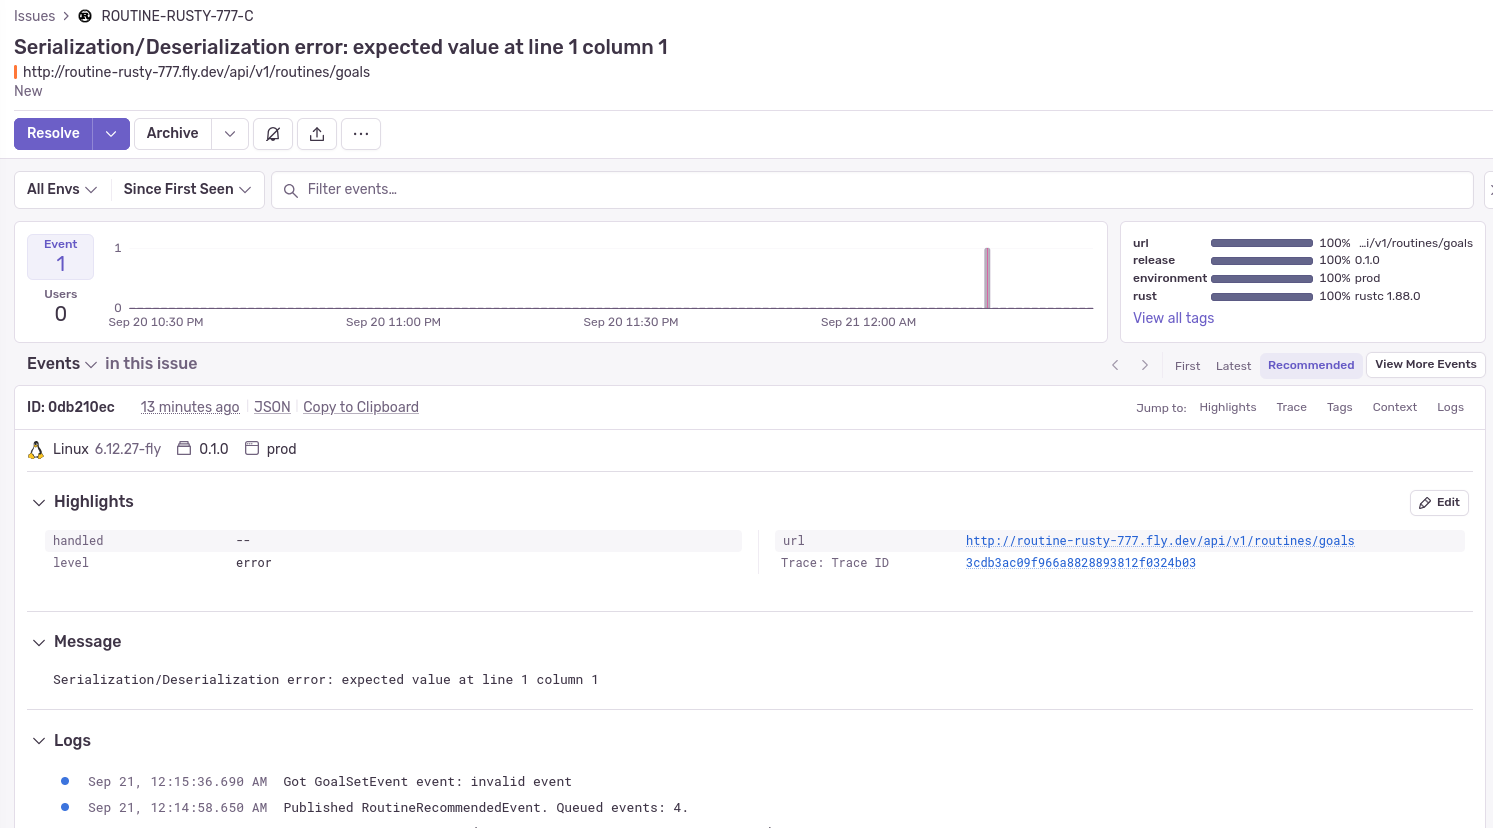 Issues > ROUTINE-RUSTY-777-C
Serialization/Deserialization error: expected value at line 1 column 1
http://routine-rusty-777.fly.dev/api/v1/routines/goals
New
Resolve Archive
All Envs Since First Seen Filter events...
Event
1
Users
0
1
0
Sep 20 10:30 PM Sep 20 11:00 PM Sep 20 11:30 PM Sep 21 12:00 AM
url 100% …i/v1/routines/goals
release 100% 0.1.0
environment 100% prod
rust 100% rustc 1.88.0
View all tags
Events in this issue
First Latest Recommended View More Events
ID: 0db210ec 13 minutes ago JSON Copy to Clipboard
Jump to: Highlights Trace Tags Context Logs
Linux 6.12.27-fly 0.1.0 prod
Highlights Edit
handled --
level error
url http://routine-rusty-777.fly.dev/api/v1/routines/goals
Trace: Trace ID 3cdb3ac09f966a8828893812f0324b03
Message
Serialization/Deserialization error: expected value at line 1 column 1
Logs
Sep 21, 12:15:36.690 AM Got GoalSetEvent event: invalid event
Sep 21, 12:14:58.650 AM Published RoutineRecommendedEvent. Queued events: 4.